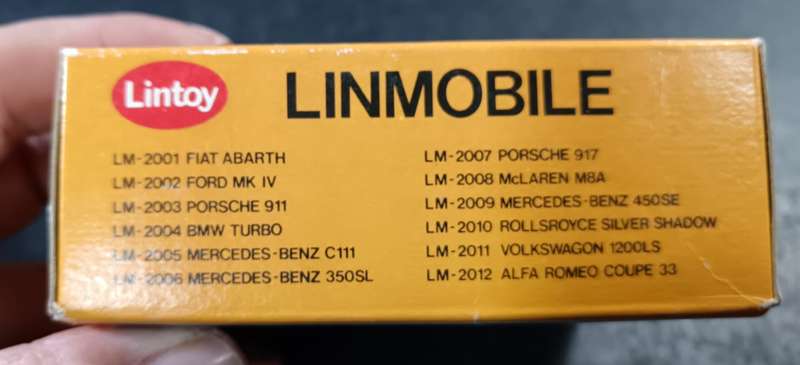 Lintoy LINMOBILE
LM-2001 FIAT ABARTH
LM-2002 FORD MK IV
LM-2003 PORSCHE 911
LM-2004 BMW TURBO
LM-2005 MERCEDES-BENZ C111
LM-2006 MERCEDES-BENZ 350SL
LM-2007 PORSCHE 917
LM-2008 McLAREN M8A
LM-2009 MERCEDES-BENZ 450SE
LM-2010 ROLLSROYCE SILVER SHADOW
LM-2011 VOLKSWAGON 1200LS
LM-2012 ALFA ROMEO COUPE 33